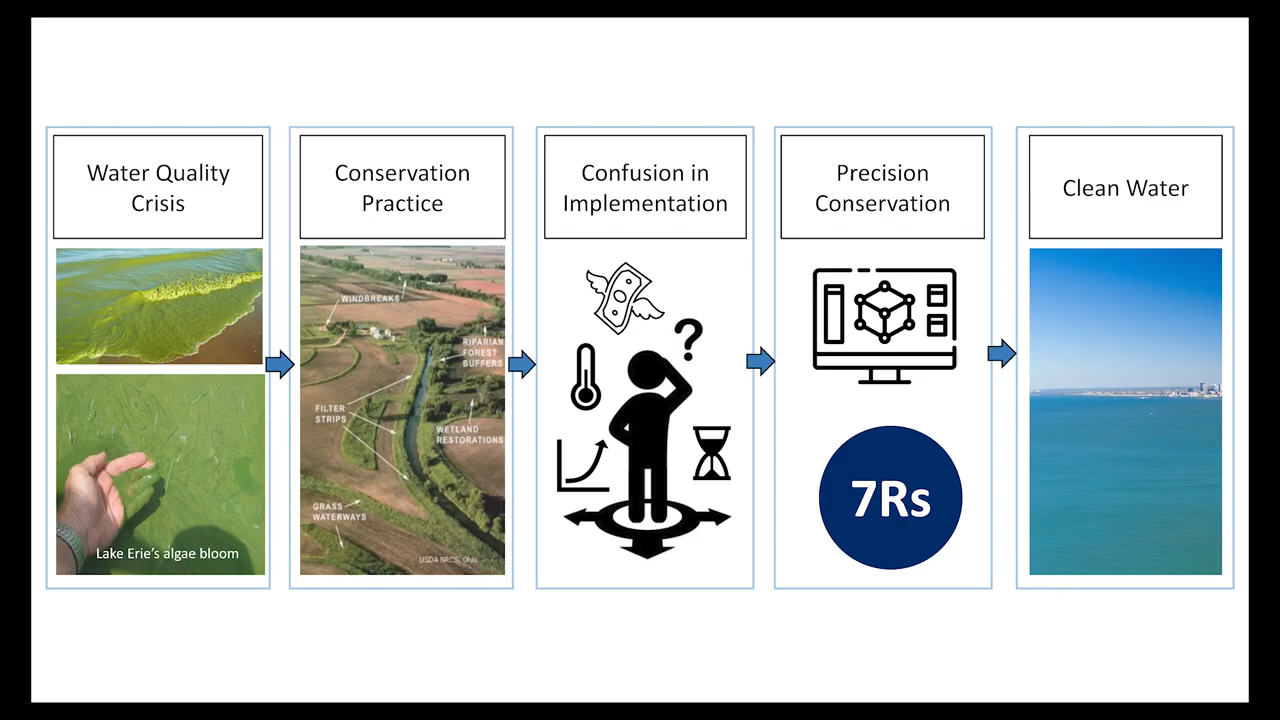 Water Quality
Crisis
Lake Erie's algae bloom
Conservation
Practice
WINDBREAKS
RIPARIAN
FOREST
BUFFERS
FILTER
STRIPS
WETLAND
RESTORATIONS
GRASS
WATERWAYS
USDA NRCS, Ohio
Confusion in
Implementation
?
Precision
Conservation
7Rs
Clean Water